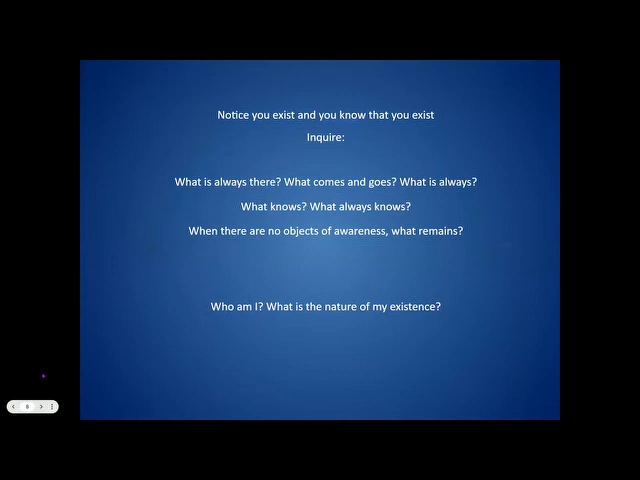 Notice you exist and you know that you exist
Inquire:
What is always there? What comes and goes? What is always?
What knows? What always knows?
When there are no objects of awareness, what remains?
Who am I? What is the nature of my existence?
8